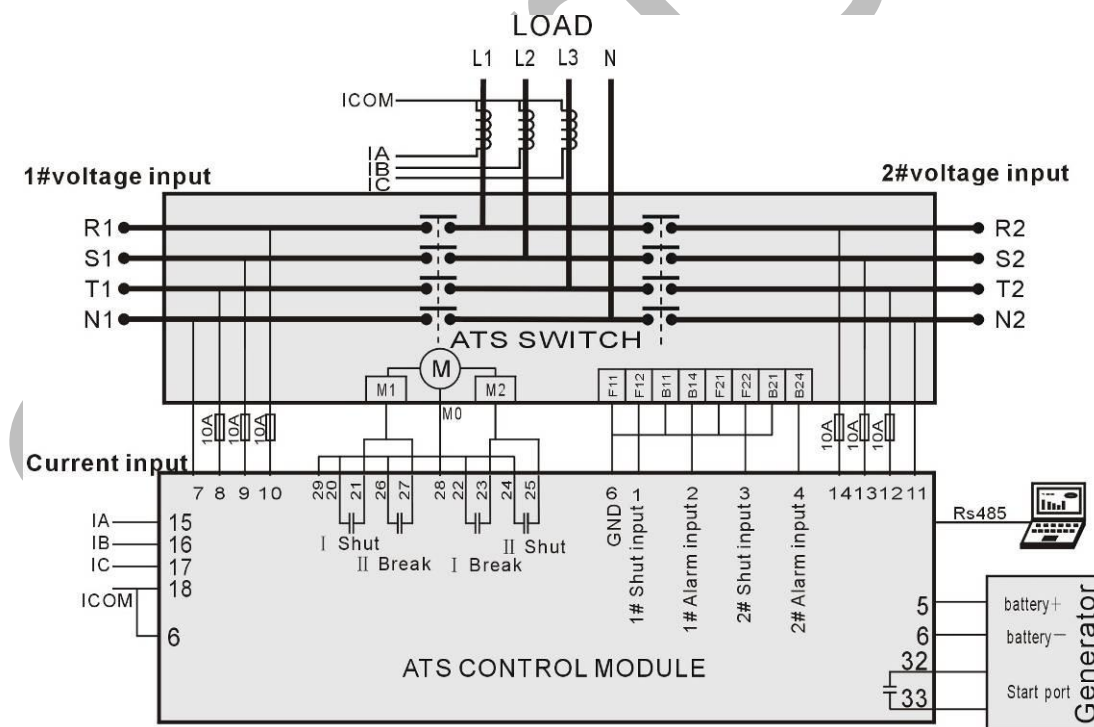 LOAD
L1 L2 L3 N
ICOM
IA
IB
IC
1#voltage input 2#voltage input
R1 R2
S1 S2
T1 T2
N1 N2
ATS SWITCH
M
M1 M2
M0
F11 F12 B11 B14 F21 F22 B21 B24
10A 10A 10A 10A 10A 10A
Current input
7 8 9 10 29 20 21 26 27 28 22 23 24 25 6 1 2 3 4 14 13 12 11
Rs485
I Shut II Shut
II Break I Break
GND
1# Shut input
1# Alarm input
2# Shut input
2# Alarm input
IA 15
IB 16
IC 17
ICOM 18
6
ATS CONTROL MODULE
5 battery+
6 battery−
32
33 Start port
Generator